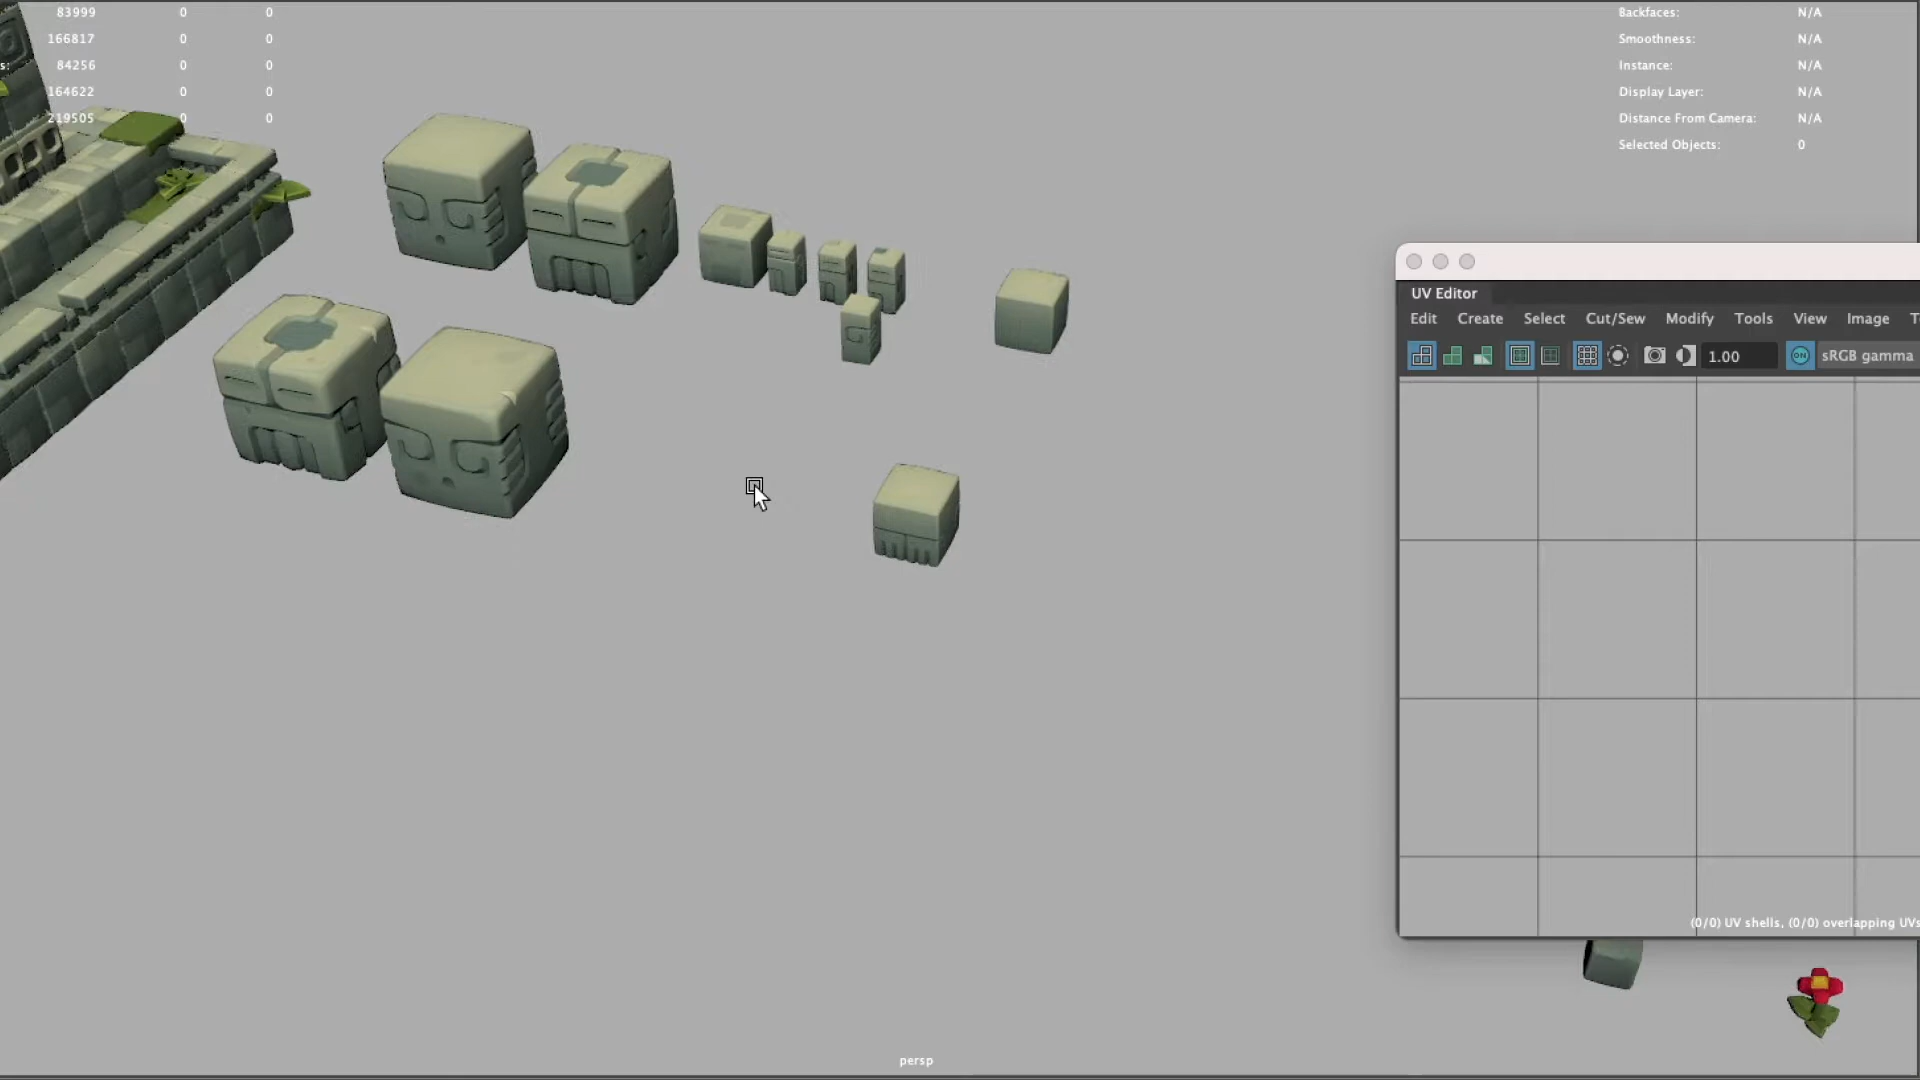 83999 0 0
166817 0 0
s: 84256 0 0
164622 0 0
219505 0 0
Backfaces: N/A
Smoothness: N/A
Instance: N/A
Display Layer: N/A
Distance From Camera: N/A
Selected Objects: 0
UV Editor
Edit Create Select Cut/Sew Modify Tools View Image T
1.00 ON sRGB gamma
(0/0) UV shells, (0/0) overlapping UVs
persp